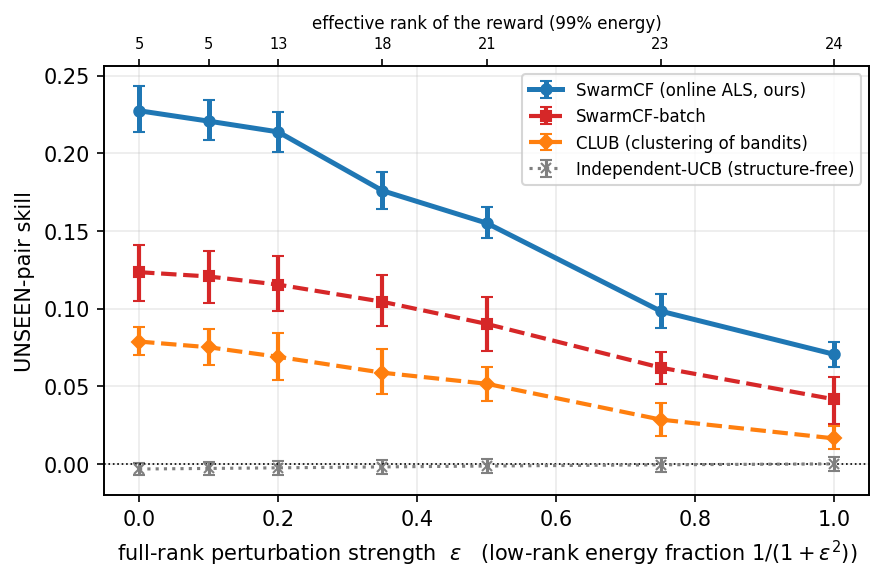 effective rank of the reward (99% energy)
5 5 13 18 21 23 24
SwarmCF (online ALS, ours)
SwarmCF-batch
CLUB (clustering of bandits)
Independent-UCB (structure-free)
UNSEEN-pair skill
0.25
0.20
0.15
0.10
0.05
0.00
0.0 0.2 0.4 0.6 0.8 1.0
full-rank perturbation strength ε (low-rank energy fraction 1/(1 + ε²))